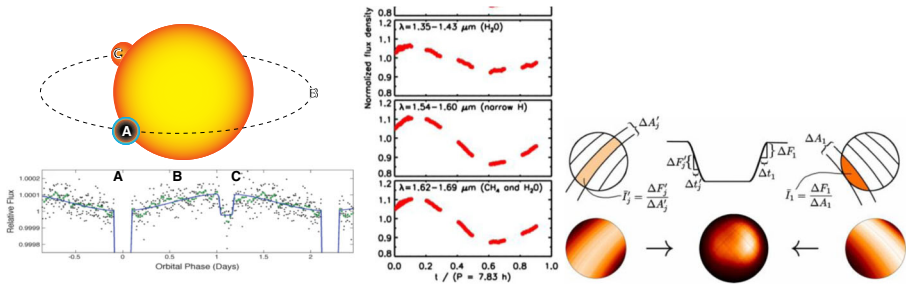 C
B
A
A B C
1.0002
1.0001
1
0.9999
0.9998
Relative Flux
-0.5 0 0.5 1 1.5 2
Orbital Phase (Days)
Normalized flux density
0.8
1.2
λ=1.35-1.43 μm (H₂O)
1.1
1.0
0.9
0.8
1.2
λ=1.54-1.60 μm (narrow H)
1.1
1.0
0.9
0.8
1.2
λ=1.62-1.69 μm (CH₄ and H₂O)
1.1
1.0
0.9
0.8
0.0 0.2 0.4 0.6 0.8 1.0
t / (P = 7.83 h)
ΔA′ⱼ
Ī′ⱼ = ΔF′ⱼ / ΔA′ⱼ
ΔF′ⱼ
Δt′ⱼ
ΔF₁
Δt₁
ΔA₁
Ī₁ = ΔF₁ / ΔA₁